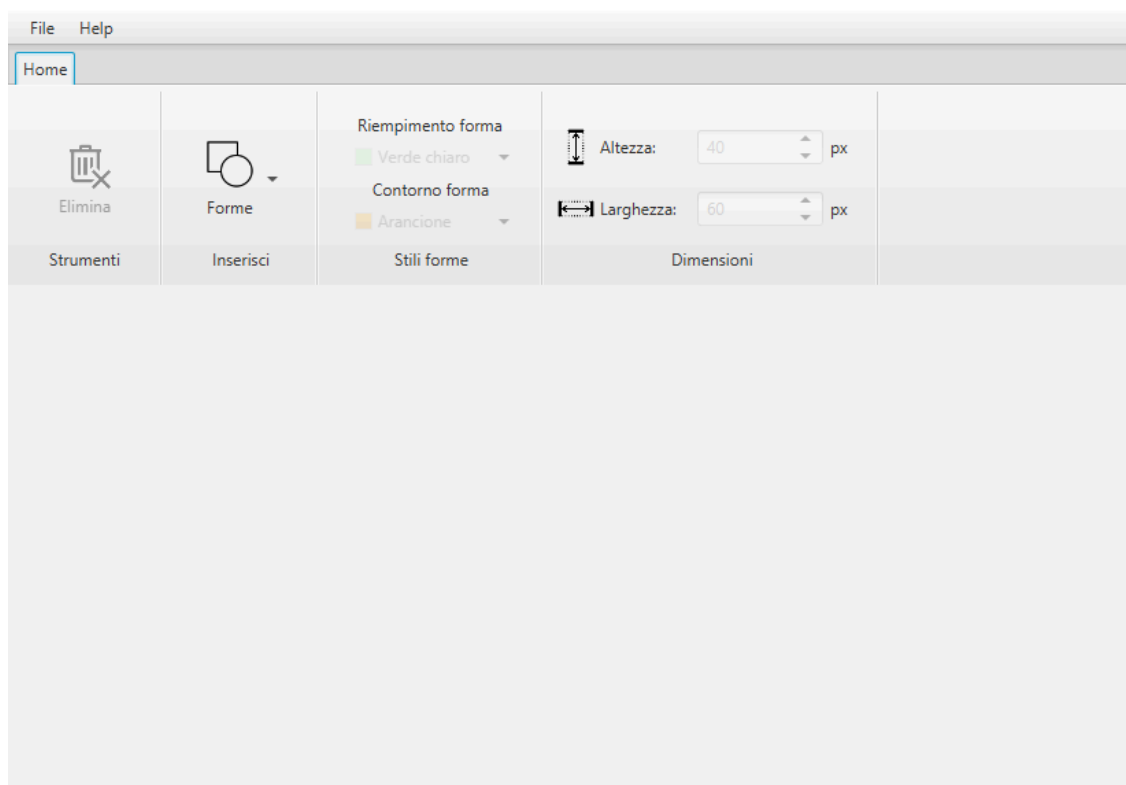 File Help
Home
Elimina
Strumenti
Forme
Inserisci
Riempimento forma
Verde chiaro
Contorno forma
Arancione
Stili forme
Altezza: 40 px
Larghezza: 60 px
Dimensioni